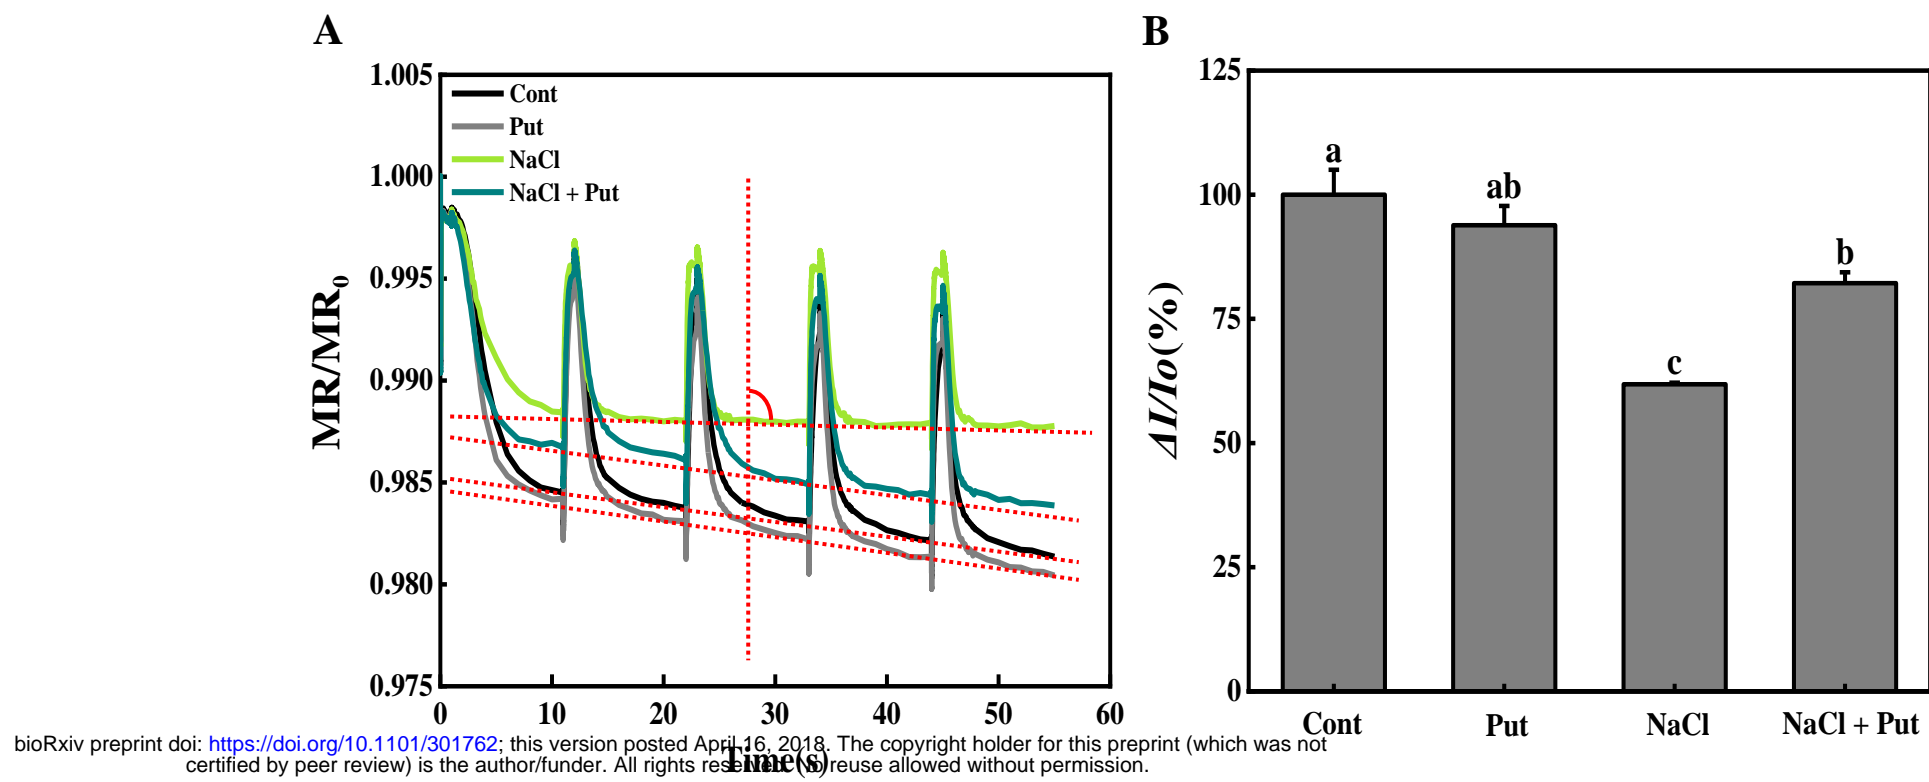 A
B
1.005
1.000
0.995
0.990
0.985
0.980
0.975
MR/MR0
Cont
Put
NaCl
NaCl + Put
0 10 20 30 40 50 60
Time(s)
125
100
75
50
25
0
ΔI/Io(%)
a
ab
c
b
Cont Put NaCl NaCl + Put
bioRxiv preprint doi: https://doi.org/10.1101/301762; this version posted April 16, 2018. The copyright holder for this preprint (which was not
certified by peer review) is the author/funder. All rights reserved. No reuse allowed without permission.